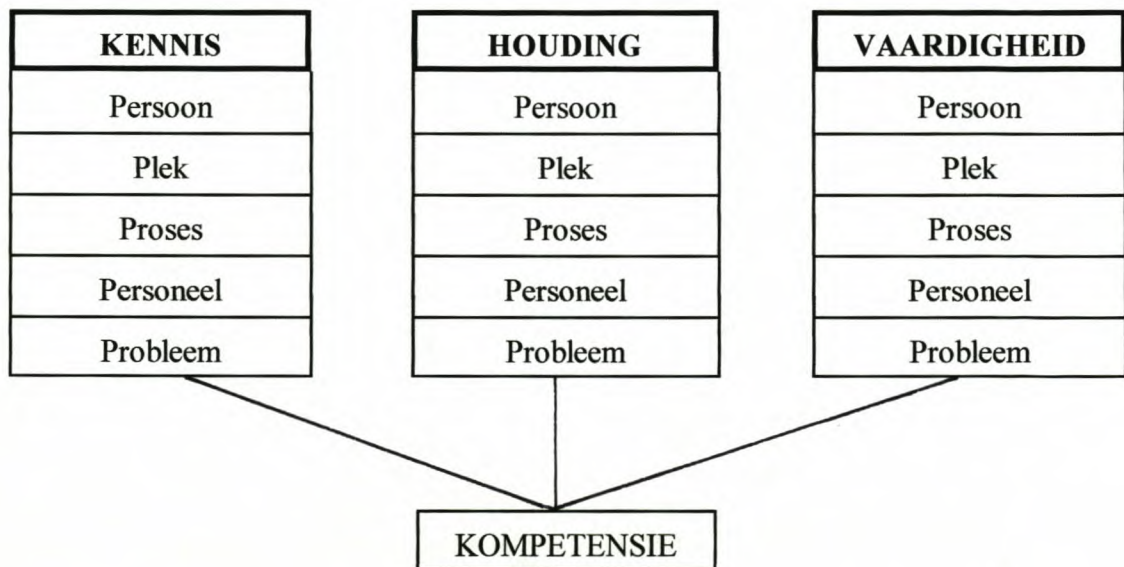 KENNIS
Persoon
Plek
Proses
Personeel
Probleem
HOUDING
Persoon
Plek
Proses
Personeel
Probleem
VAARDIGHEID
Persoon
Plek
Proses
Personeel
Probleem
KOMPETENSIE